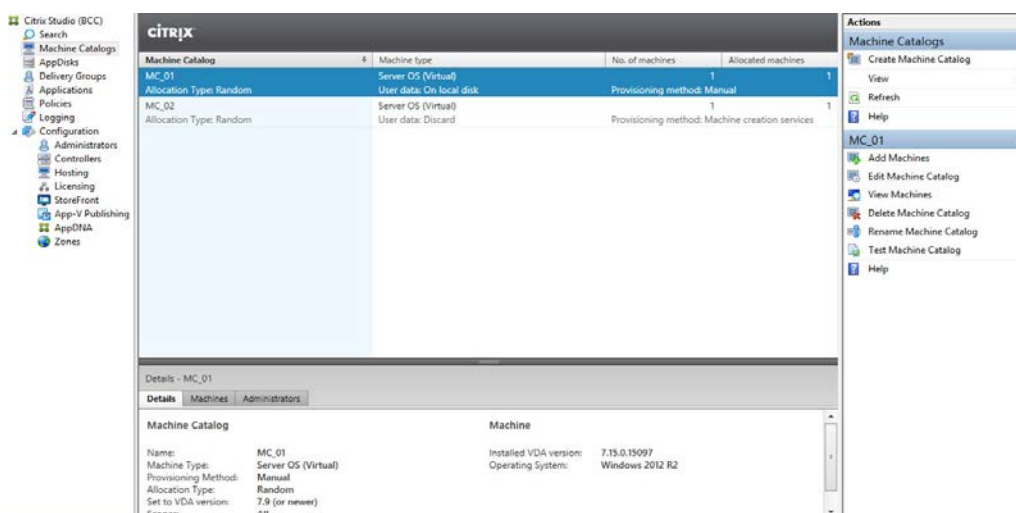 Citrix Studio (BCC)
Search
Machine Catalogs
AppDisks
Delivery Groups
Applications
Policies
Logging
Configuration
Administrators
Controllers
Hosting
Licensing
StoreFront
App-V Publishing
AppDNA
Zones
CITRIX
Machine Catalog Machine type No. of machines Allocated machines
MC_01 Server OS (Virtual) 1 1
Allocation Type: Random User data: On local disk Provisioning method: Manual
MC_02 Server OS (Virtual) 1 1
Allocation Type: Random User data: Discard Provisioning method: Machine creation services
Details - MC_01
Details Machines Administrators
Machine Catalog Machine
Name: MC_01 Installed VDA version: 7.15.0.15097
Machine Type: Server OS (Virtual) Operating System: Windows 2012 R2
Provisioning Method: Manual
Allocation Type: Random
Set to VDA version: 7.9 (or newer)
Actions
Machine Catalogs
Create Machine Catalog
View
Refresh
Help
MC_01
Add Machines
Edit Machine Catalog
View Machines
Delete Machine Catalog
Rename Machine Catalog
Test Machine Catalog
Help